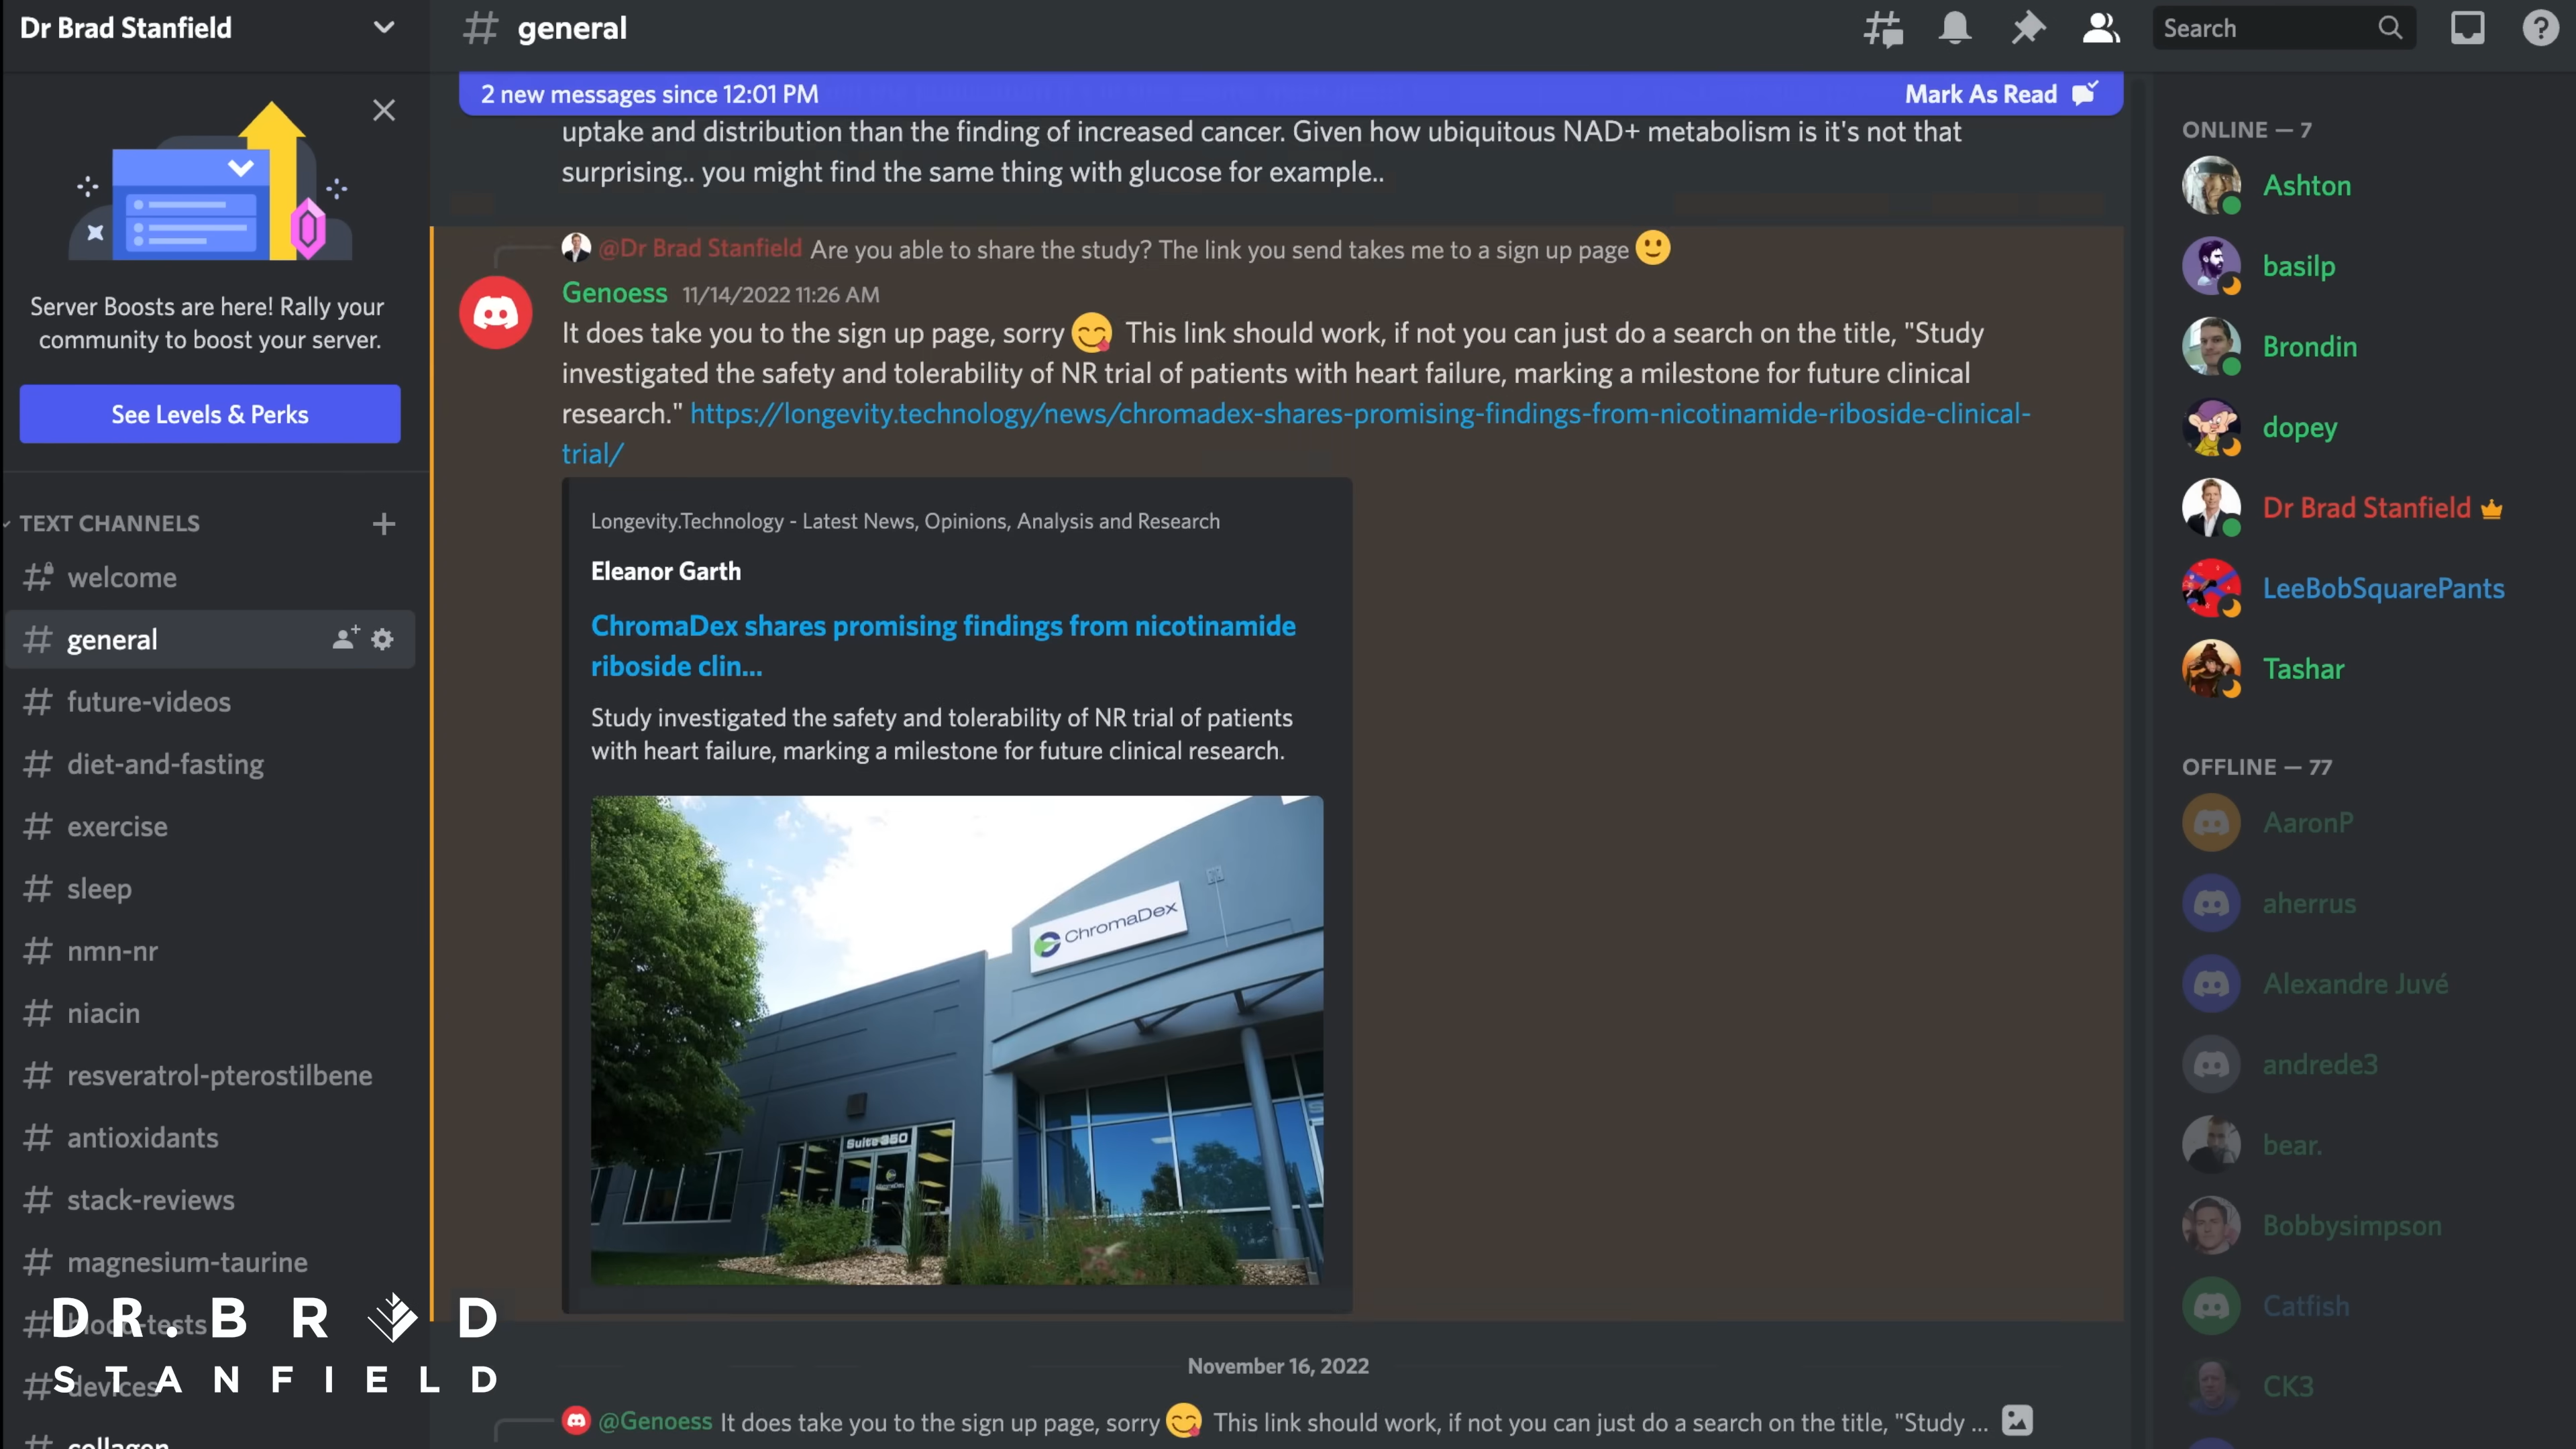 Dr Brad Stanfield
general
Search
2 new messages since 12:01 PM
Mark As Read
Server Boosts are here! Rally your
community to boost your server.
See Levels & Perks
TEXT CHANNELS
welcome
general
future-videos
diet-and-fasting
exercise
sleep
nmn-nr
niacin
resveratrol-pterostilbene
antioxidants
stack-reviews
magnesium-taurine
blood-tests
devices
collagen
DR. BRAD
STANFIELD
uptake and distribution than the finding of increased cancer. Given how ubiquitous NAD+ metabolism is it's not that
surprising.. you might find the same thing with glucose for example..
@Dr Brad Stanfield Are you able to share the study? The link you send takes me to a sign up page 🙂
Genoess 11/14/2022 11:26 AM
It does take you to the sign up page, sorry 😋 This link should work, if not you can just do a search on the title, "Study
investigated the safety and tolerability of NR trial of patients with heart failure, marking a milestone for future clinical
research." https://longevity.technology/news/chromadex-shares-promising-findings-from-nicotinamide-riboside-clinical-
trial/
Longevity.Technology - Latest News, Opinions, Analysis and Research
Eleanor Garth
ChromaDex shares promising findings from nicotinamide
riboside clin...
Study investigated the safety and tolerability of NR trial of patients
with heart failure, marking a milestone for future clinical research.
ChromaDex
Suite 350
November 16, 2022
@Genoess It does take you to the sign up page, sorry 😋 This link should work, if not you can just do a search on the title, "Study ...
ONLINE — 7
Ashton
basilp
Brondin
dopey
Dr Brad Stanfield
LeeBobSquarePants
Tashar
OFFLINE — 77
AaronP
aherrus
Alexandre Juvé
andrede3
bear.
Bobbysimpson
Catfish
CK3